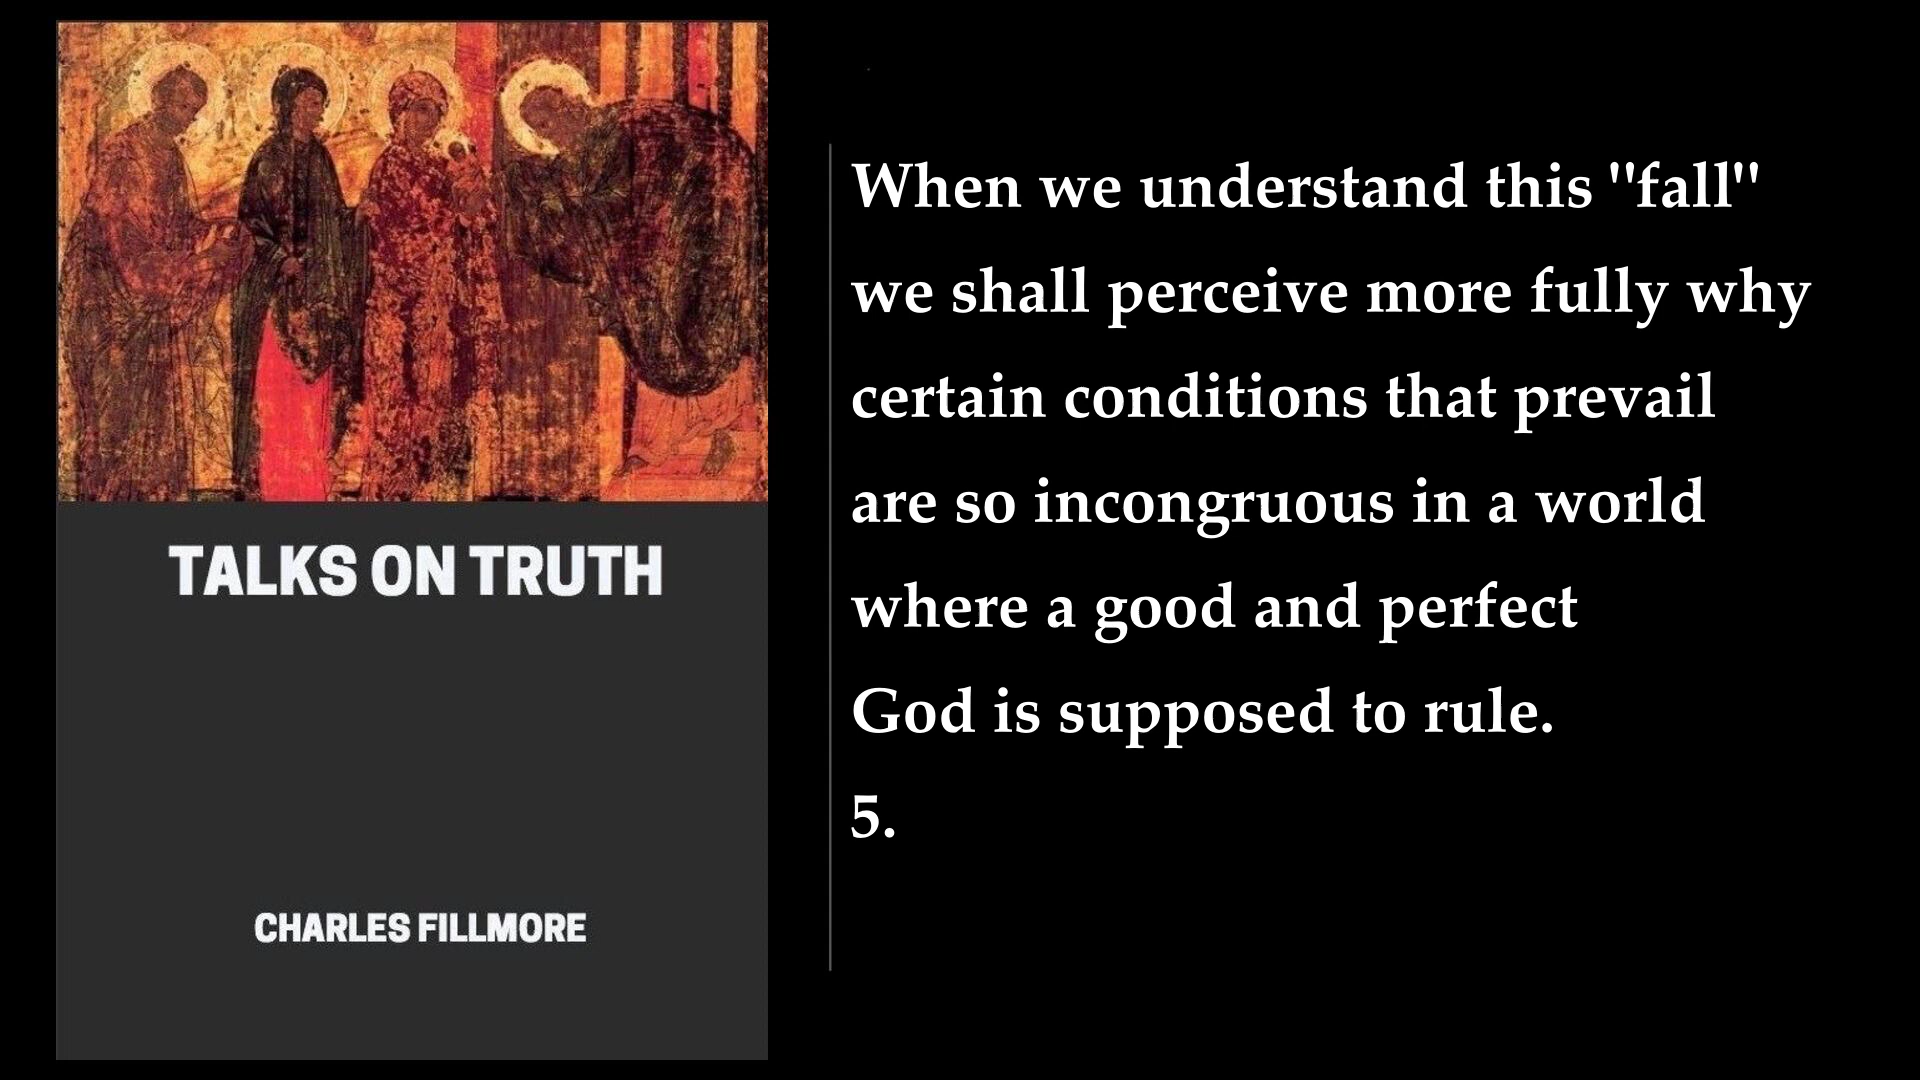 TALKS ON TRUTH
CHARLES FILLMORE
When we understand this "fall"
we shall perceive more fully why
certain conditions that prevail
are so incongruous in a world
where a good and perfect
God is supposed to rule.
5.